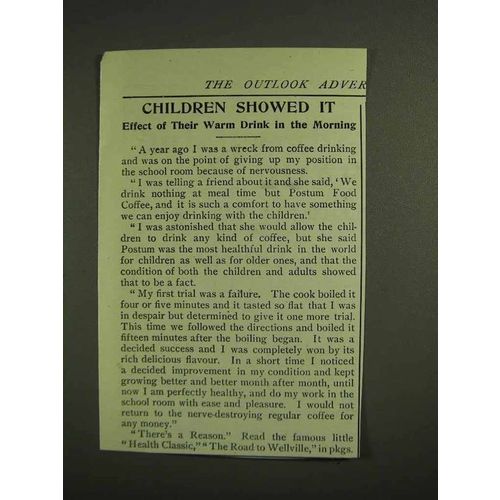 THE OUTLOOK ADVER
CHILDREN SHOWED IT
Effect of Their Warm Drink in the Morning
"A year ago I was a wreck from coffee drinking
and was on the point of giving up my position in
the school room because of nervousness.
"I was telling a friend about it and she said, 'We
drink nothing at meal time but Postum Food
Coffee, and it is such a comfort to have something
we can enjoy drinking with the children.'
"I was astonished that she would allow the chil-
dren to drink any kind of coffee, but she said
Postum was the most healthful drink in the world
for children as well as for older ones, and that the
condition of both the children and adults showed
that to be a fact.
"My first trial was a failure. The cook boiled it
four or five minutes and it tasted so flat that I was
in despair but determined to give it one more trial.
This time we followed the directions and boiled it
fifteen minutes after the boiling began. It was a
decided success and I was completely won by its
rich delicious flavour. In a short time I noticed
a decided improvement in my condition and kept
growing better and better month after month, until
now I am perfectly healthy, and do my work in the
school room with ease and pleasure. I would not
return to the nerve-destroying regular coffee for
any money."
"There's a Reason." Read the famous little
"Health Classic," "The Road to Wellville," in pkgs.